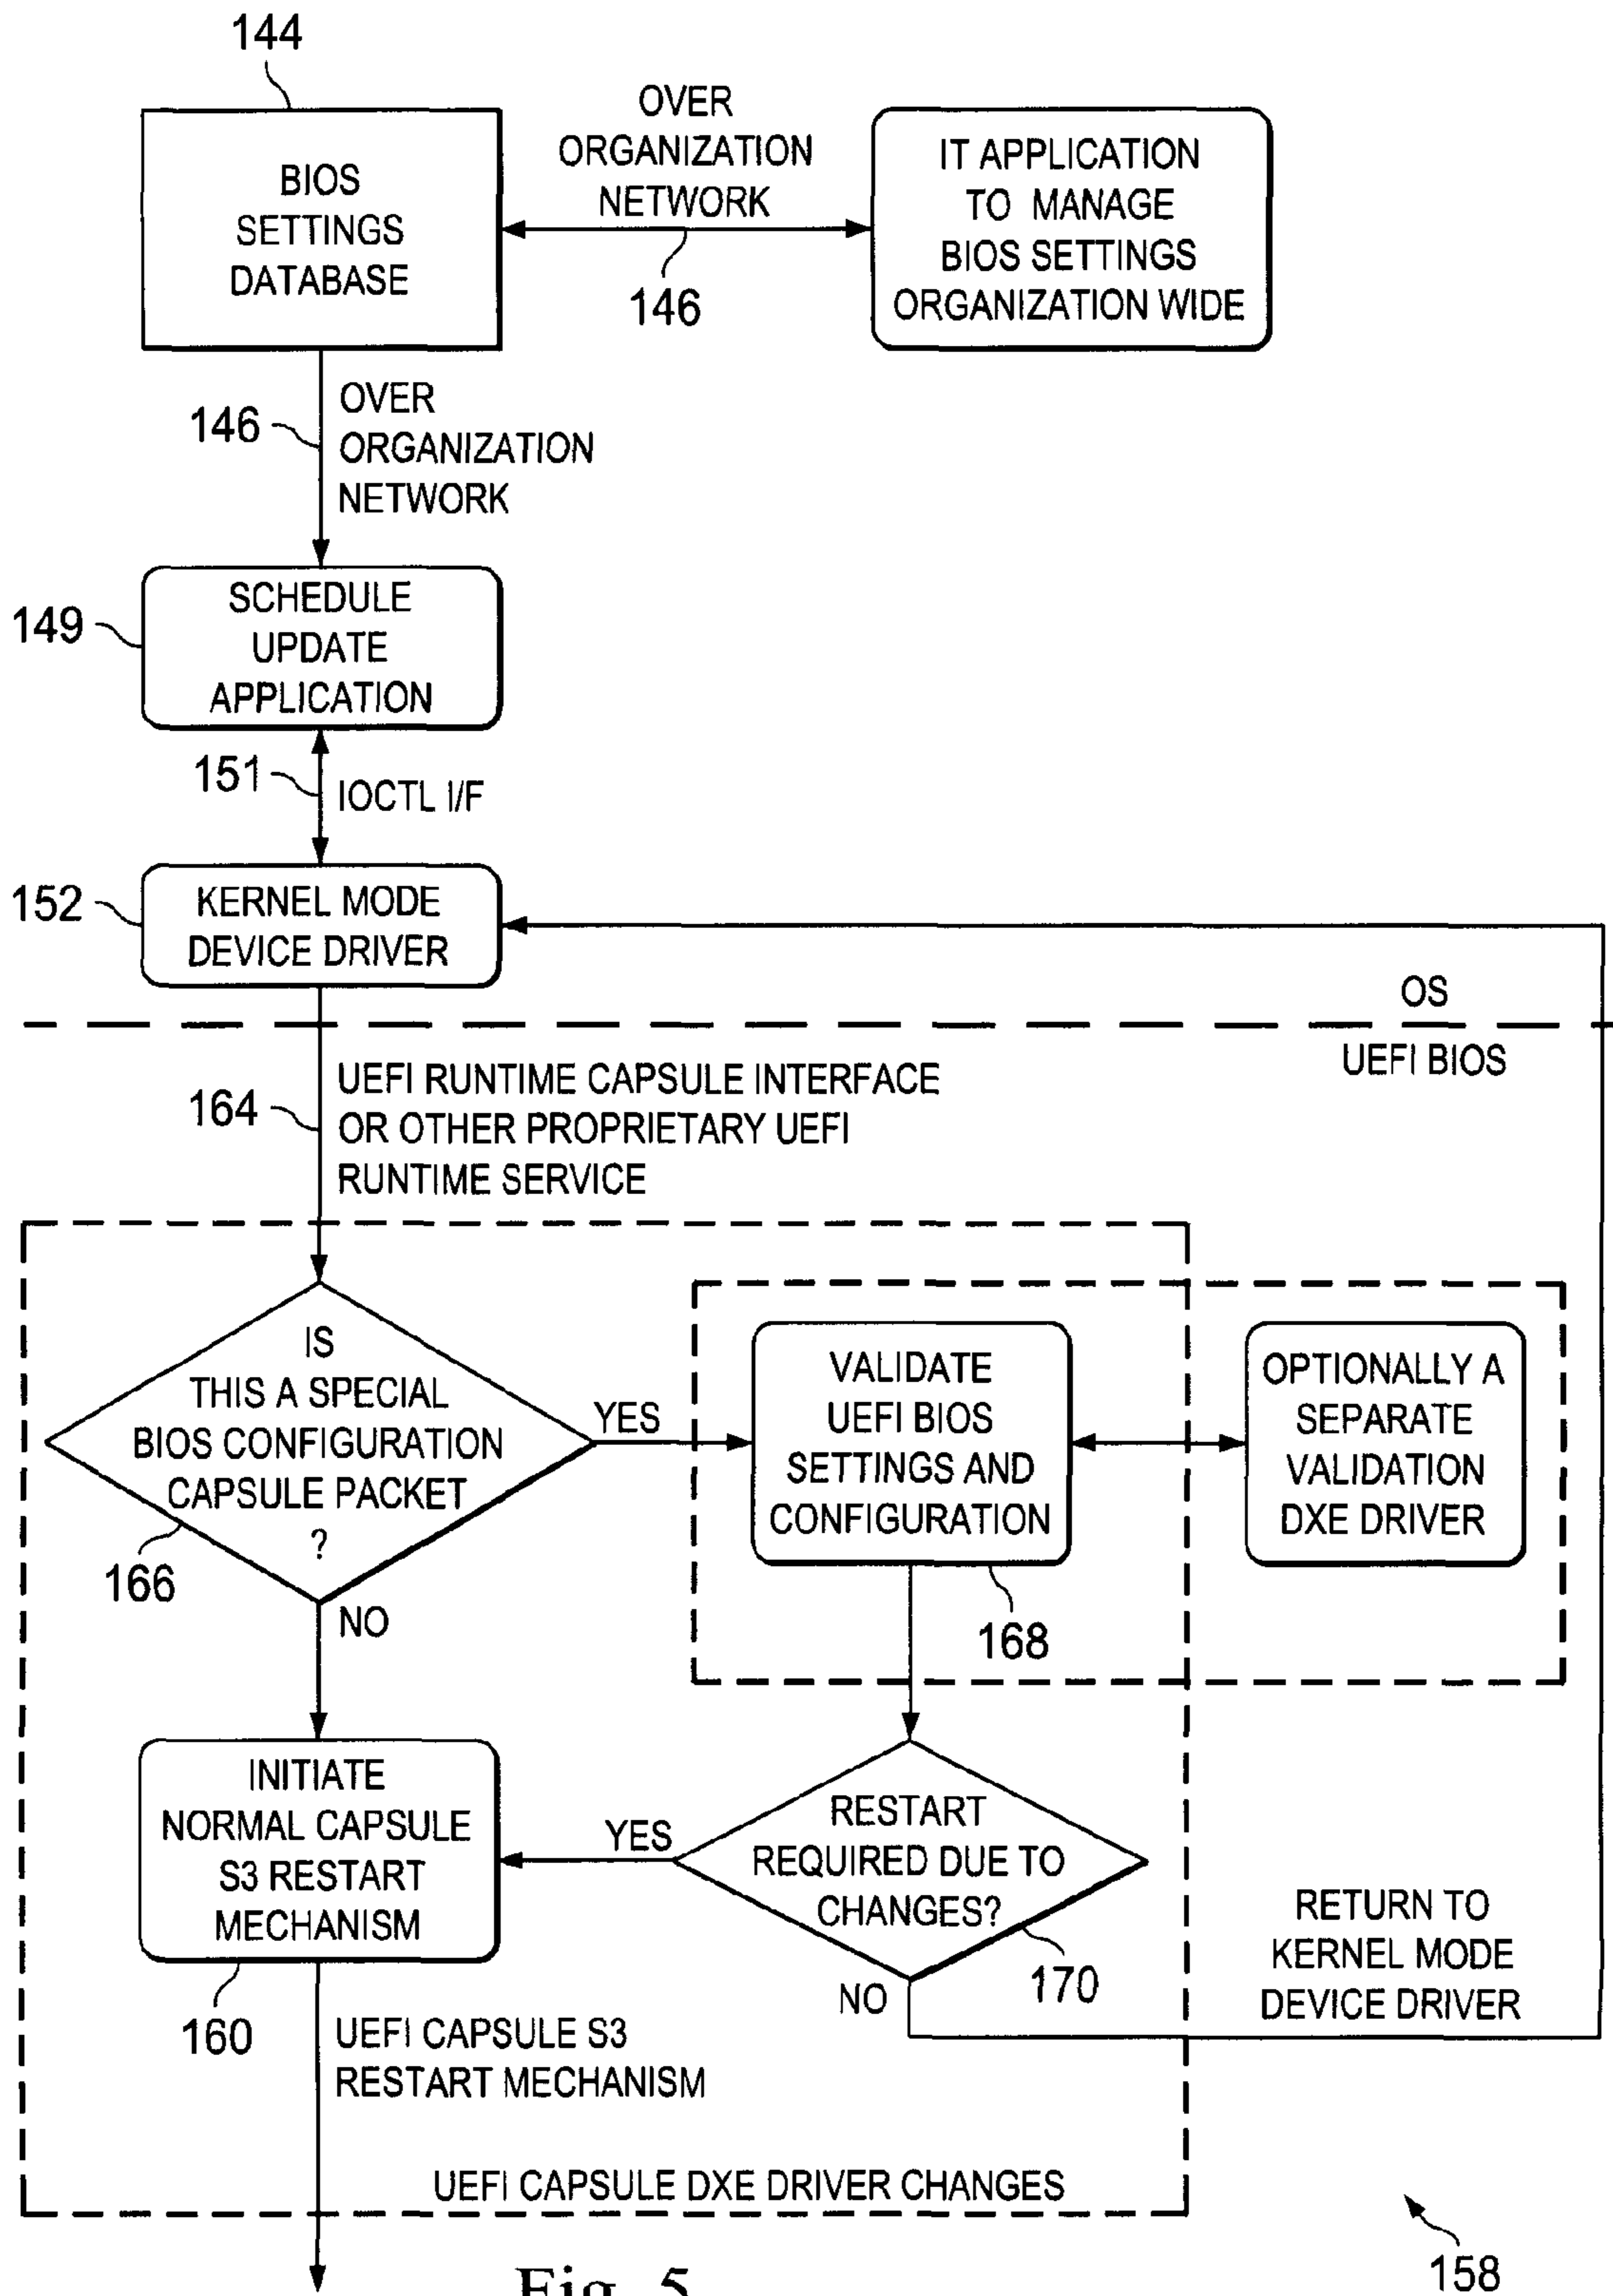 144
BIOS
SETTINGS
DATABASE
OVER
ORGANIZATION
NETWORK
146
IT APPLICATION
TO MANAGE
BIOS SETTINGS
ORGANIZATION WIDE
146
OVER
ORGANIZATION
NETWORK
149
SCHEDULE
UPDATE
APPLICATION
151
IOCTL I/F
152
KERNEL MODE
DEVICE DRIVER
OS
UEFI BIOS
164
UEFI RUNTIME CAPSULE INTERFACE
OR OTHER PROPRIETARY UEFI
RUNTIME SERVICE
IS
THIS A SPECIAL
BIOS CONFIGURATION
CAPSULE PACKET
?
166
YES
NO
VALIDATE
UEFI BIOS
SETTINGS AND
CONFIGURATION
168
OPTIONALLY A
SEPARATE
VALIDATION
DXE DRIVER
INITIATE
NORMAL CAPSULE
S3 RESTART
MECHANISM
160
YES
RESTART
REQUIRED DUE TO
CHANGES?
170
NO
RETURN TO
KERNEL MODE
DEVICE DRIVER
UEFI CAPSULE S3
RESTART MECHANISM
UEFI CAPSULE DXE DRIVER CHANGES
158
Fig. 5